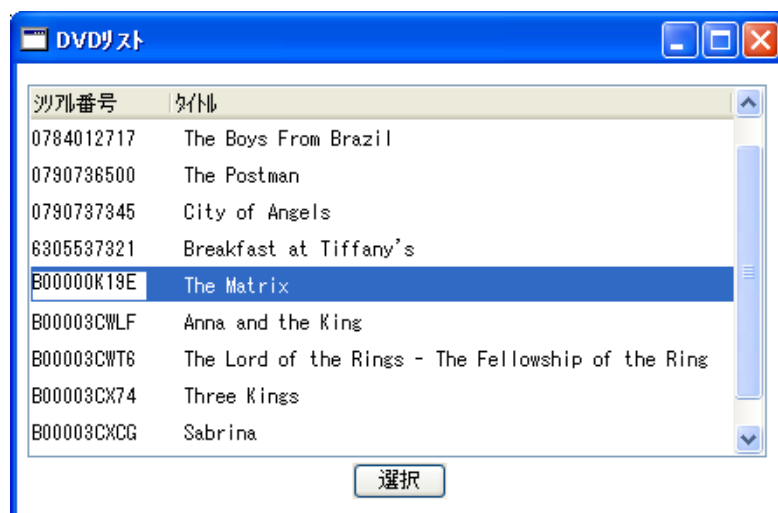 DVDﾘｽﾄ
ｼﾘｱﾙ番号 ﾀｲﾄﾙ
0784012717 The Boys From Brazil
0790736500 The Postman
0790737345 City of Angels
6305537321 Breakfast at Tiffany's
B00000K19E The Matrix
B00003CWLF Anna and the King
B00003CWT6 The Lord of the Rings - The Fellowship of the Ring
B00003CX74 Three Kings
B00003CXCG Sabrina
選択